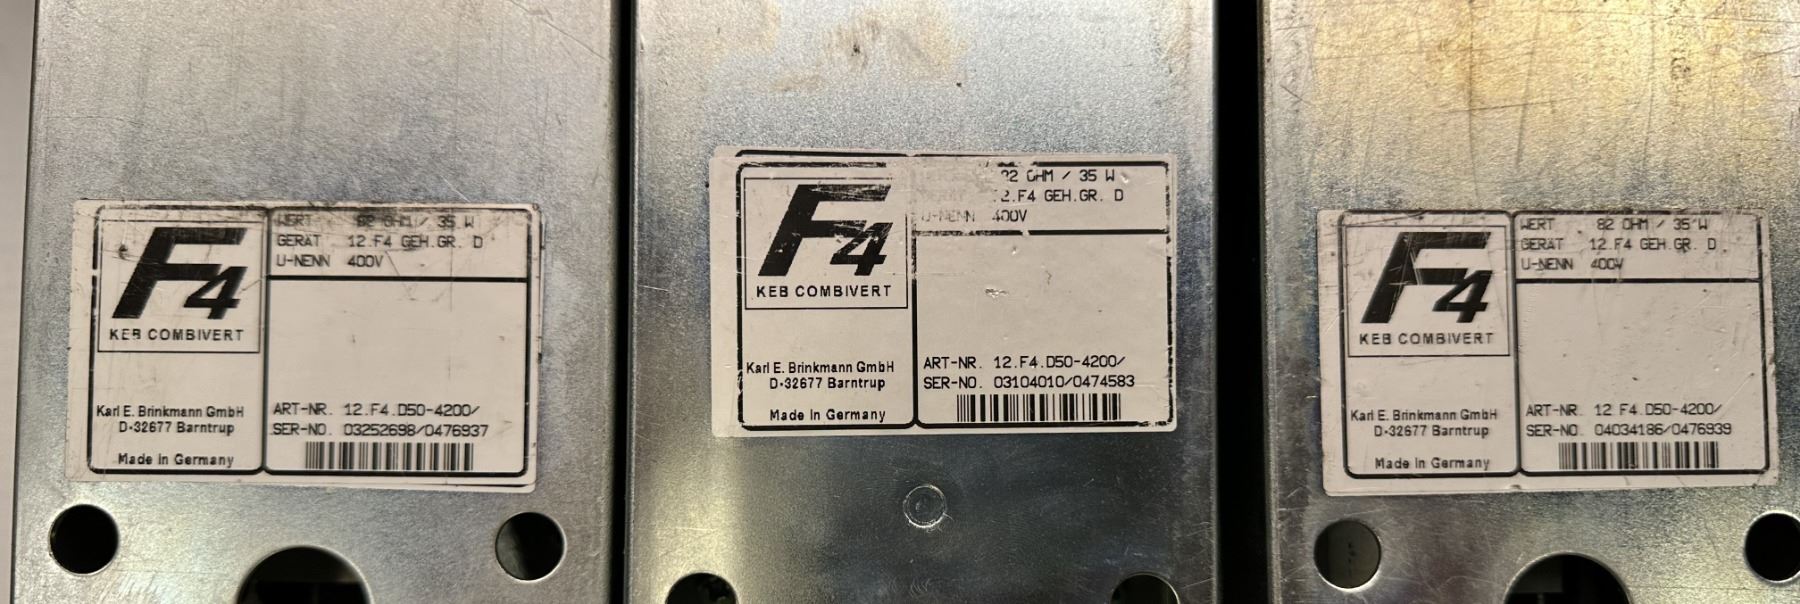 F4
KEB COMBIVERT
Karl E. Brinkmann GmbH
D-32677 Barntrup
Made in Germany
WERT 82 OHM / 35 W
GERÄT 12.F4 GEH.GR. D
U-NENN 400V
ART-NR. 12.F4.D50-4200/
SER-NO. 03252698/0476937
F4
KEB COMBIVERT
Karl E. Brinkmann GmbH
D-32677 Barntrup
Made in Germany
OHM / 35 W
.F4 GEH.GR. D
U-NENN 400V
ART-NR. 12.F4.D50-4200/
SER-NO. 03104010/0474583
F4
KEB COMBIVERT
Karl E. Brinkmann GmbH
D-32677 Barntrup
Made in Germany
WERT 82 OHM / 35 W
GERÄT 12.F4 GEH.GR. D
U-NENN 400V
ART-NR. 12.F4.D50-4200/
SER-NO. 04034186/0476939